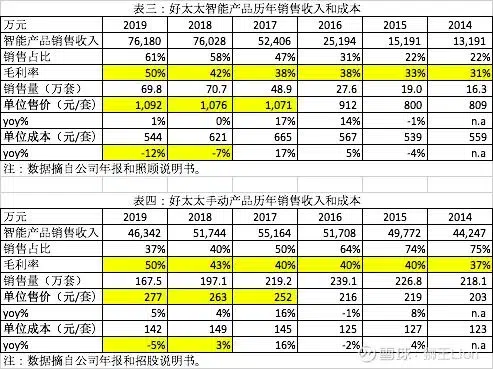 表三：好太太智能产品历年销售收入和成本
万元 2019 2018 2017 2016 2015 2014
智能产品销售收入 76,180 76,028 52,406 25,194 15,191 13,191
销售占比 61% 58% 47% 31% 22% 22%
毛利率 50% 42% 38% 38% 33% 31%
销售量（万套） 69.8 70.7 48.9 27.6 19.0 16.3
单位售价（元/套） 1,092 1,076 1,071 912 800 809
yoy% 1% 0% 17% 14% -1% n.a
单位成本（元/套） 544 621 665 567 539 559
yoy% -12% -7% 17% 5% -4% n.a
注：数据摘自公司年报和照顾说明书。
表四：好太太手动产品历年销售收入和成本
万元 2019 2018 2017 2016 2015 2014
智能产品销售收入 46,342 51,744 55,164 51,708 49,772 44,247
销售占比 37% 40% 50% 64% 74% 75%
毛利率 50% 43% 40% 40% 40% 37%
销售量（万套） 167.5 197.1 219.2 239.1 226.8 218.1
单位售价（元/套） 277 263 252 216 219 203
yoy% 5% 4% 16% -1% 8% n.a
单位成本（元/套） 142 149 145 125 127 123
yoy% -5% 3% 16% -2% 4% n.a
注：数据摘自公司年报和招股说明书。
雪球：狮王Lion